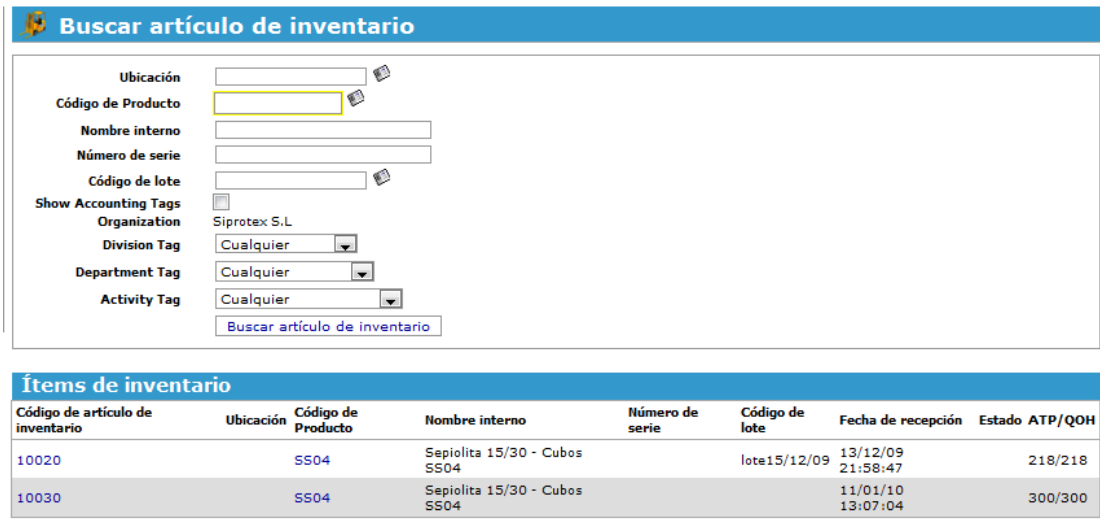 Buscar artículo de inventario
Ubicación
Código de Producto
Nombre interno
Número de serie
Código de lote
Show Accounting Tags
Organization Siprotex S.L
Division Tag Cualquier
Department Tag Cualquier
Activity Tag Cualquier
Buscar artículo de inventario
Ítems de inventario
Código de artículo de inventario Ubicación Código de Producto Nombre interno Número de serie Código de lote Fecha de recepción Estado ATP/QOH
10020 SS04 Sepiolita 15/30 - Cubos SS04 lote15/12/09 13/12/09 21:58:47 218/218
10030 SS04 Sepiolita 15/30 - Cubos SS04 11/01/10 13:07:04 300/300